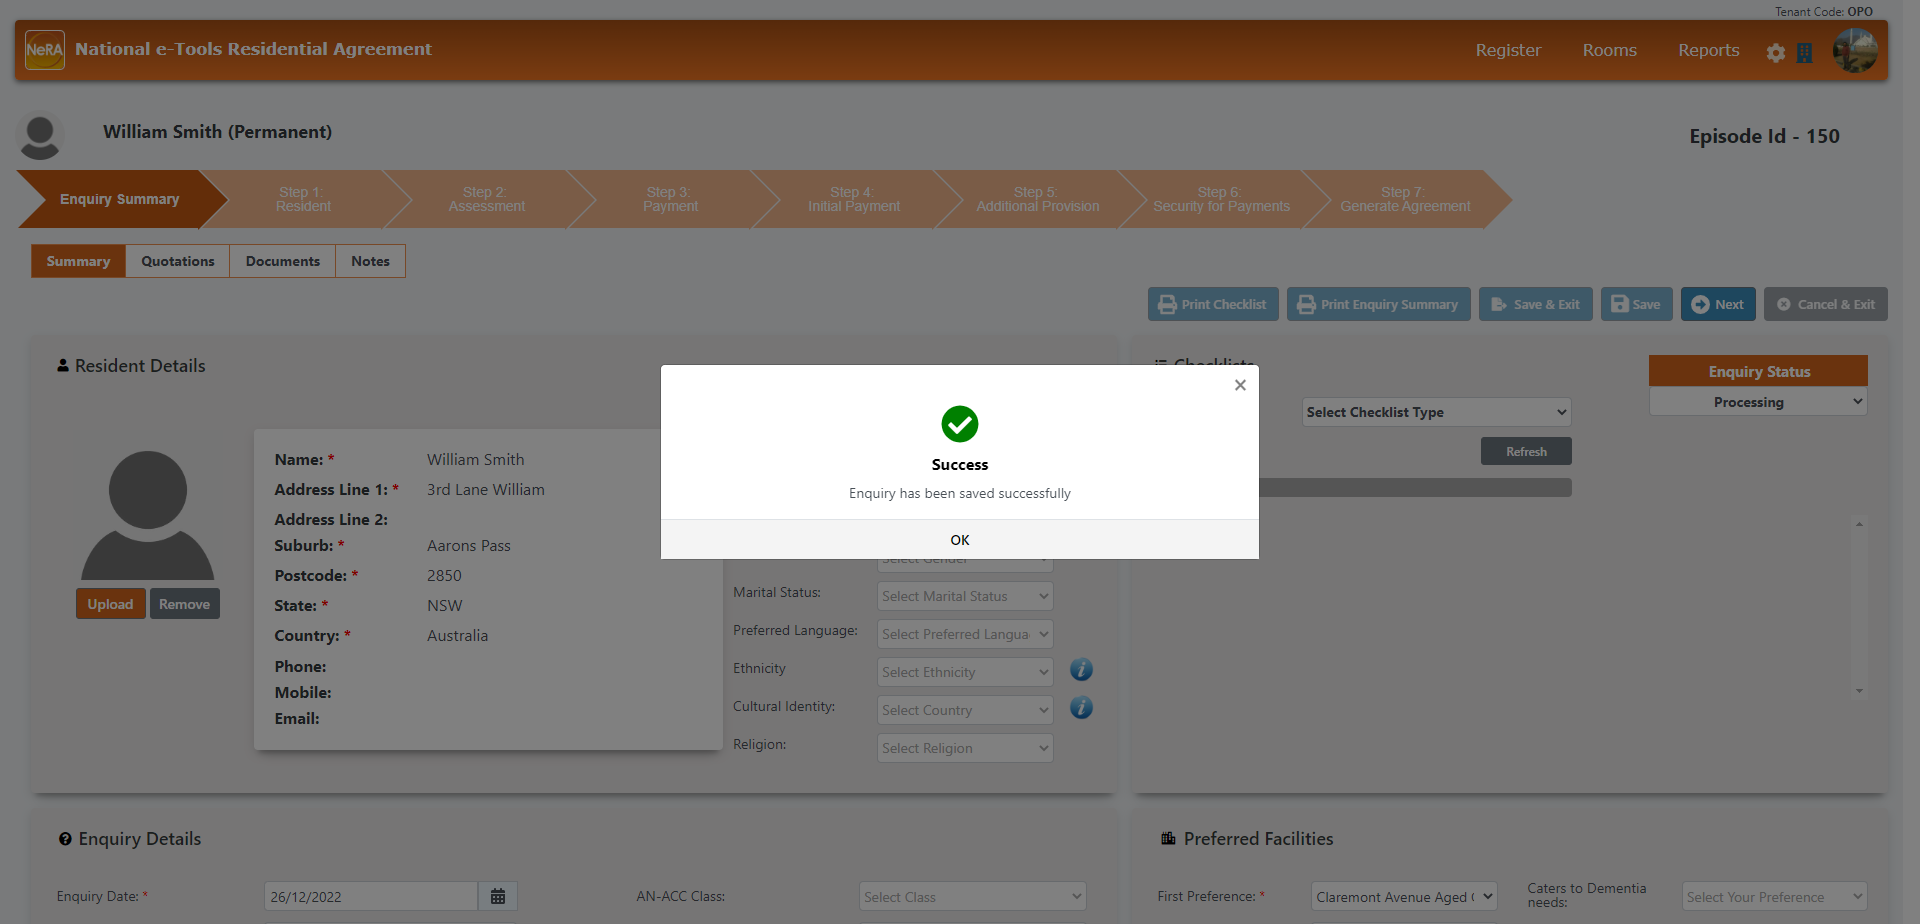 Tenant Code: OPO
NeRA
National e-Tools Residential Agreement
Register
Rooms
Reports
William Smith (Permanent)
Episode Id - 150
Enquiry Summary
Step 1:
Resident
Step 2:
Assessment
Step 3:
Payment
Step 4:
Initial Payment
Step 5:
Additional Provision
Step 6:
Security for Payments
Step 7:
Generate Agreement
Summary
Quotations
Documents
Notes
Print Checklist
Print Enquiry Summary
Save & Exit
Save
Next
Cancel & Exit
Resident Details
Name: * William Smith
Address Line 1: * 3rd Lane William
Address Line 2:
Suburb: * Aarons Pass
Postcode: * 2850
State: * NSW
Country: * Australia
Phone:
Mobile:
Email:
Upload
Remove
Select Gender
Marital Status: Select Marital Status
Preferred Language: Select Preferred Langua
Ethnicity Select Ethnicity
Cultural Identity: Select Country
Religion: Select Religion
Success
Enquiry has been saved successfully
OK
Checklists
Select Checklist Type
Refresh
Enquiry Status
Processing
Enquiry Details
Enquiry Date: * 26/12/2022
AN-ACC Class: Select Class
Preferred Facilities
First Preference: * Claremont Avenue Aged
Caters to Dementia
needs:
Select Your Preference